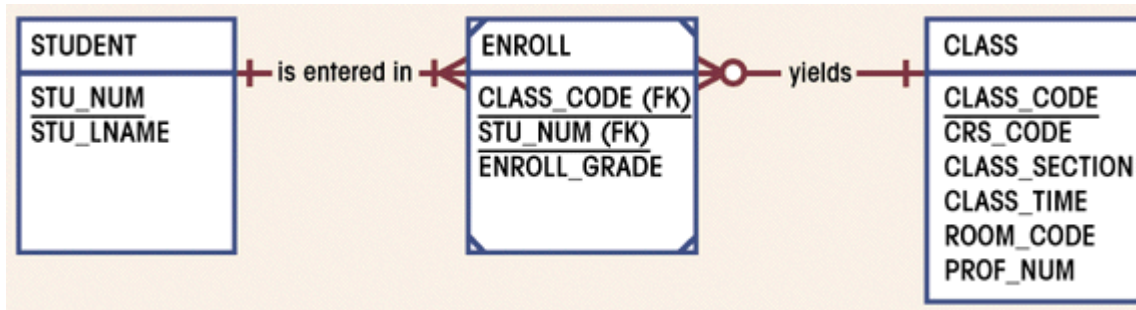 STUDENT
STU_NUM
STU_LNAME
is entered in
ENROLL
CLASS_CODE (FK)
STU_NUM (FK)
ENROLL_GRADE
yields
CLASS
CLASS_CODE
CRS_CODE
CLASS_SECTION
CLASS_TIME
ROOM_CODE
PROF_NUM